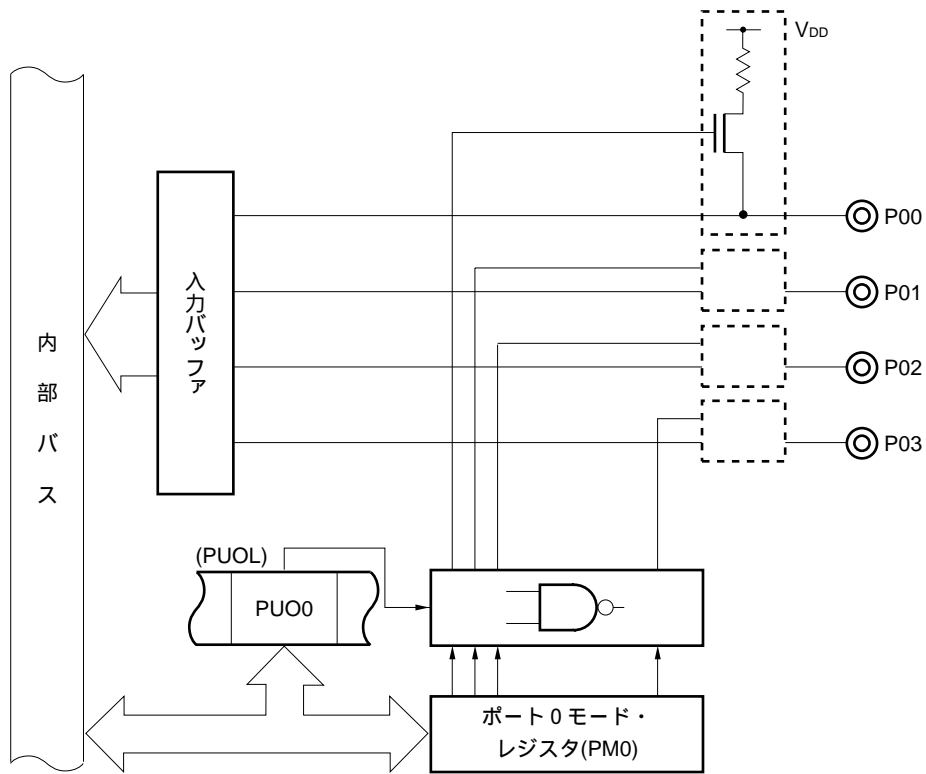 VDD
P00
P01
P02
P03
入力バッファ
内部バス
(PUOL)
PUO0
ポート0モード・
レジスタ(PM0)